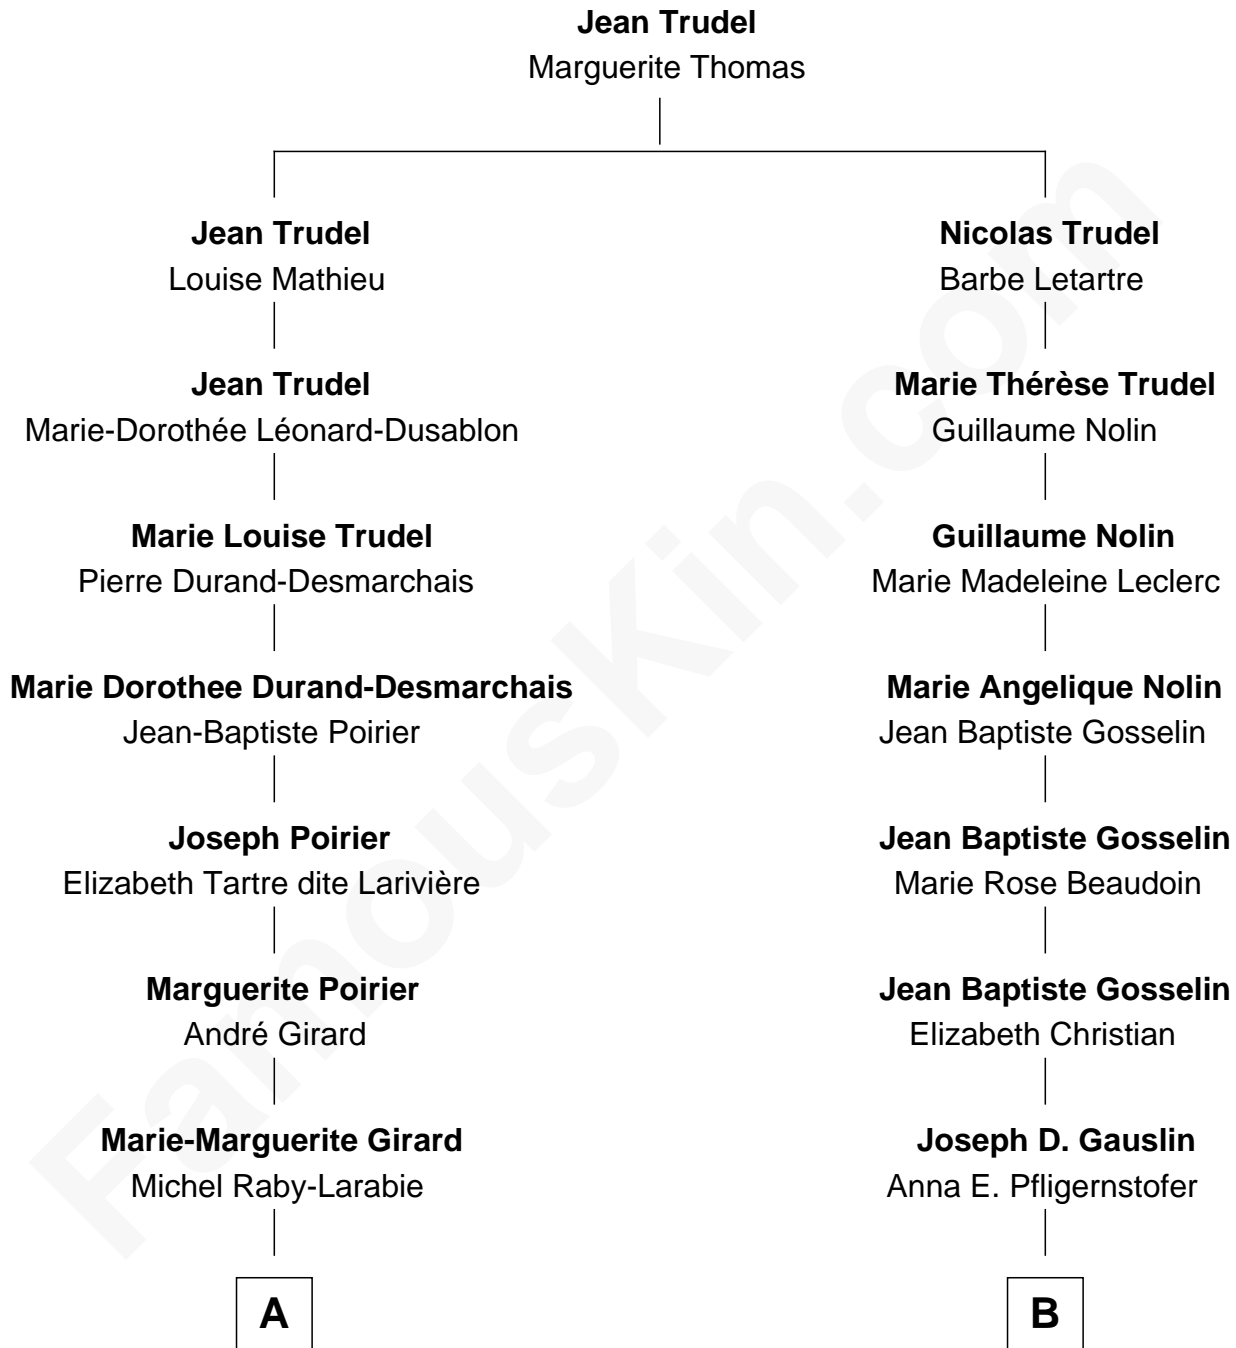 Jean Trudel
Marguerite Thomas
Jean Trudel
Louise Mathieu
Nicolas Trudel
Barbe Letartre
Jean Trudel
Marie-Dorothée Léonard-Dusablon
Marie Thérèse Trudel
Guillaume Nolin
Marie Louise Trudel
Pierre Durand-Desmarchais
Guillaume Nolin
Marie Madeleine Leclerc
Marie Dorothee Durand-Desmarchais
Jean-Baptiste Poirier
Marie Angelique Nolin
Jean Baptiste Gosselin
Joseph Poirier
Elizabeth Tartre dite Larivière
Jean Baptiste Gosselin
Marie Rose Beaudoin
Marguerite Poirier
André Girard
Jean Baptiste Gosselin
Elizabeth Christian
Marie-Marguerite Girard
Michel Raby-Larabie
Joseph D. Gauslin
Anna E. Pfligernstofer
A
B
FamousKin.com